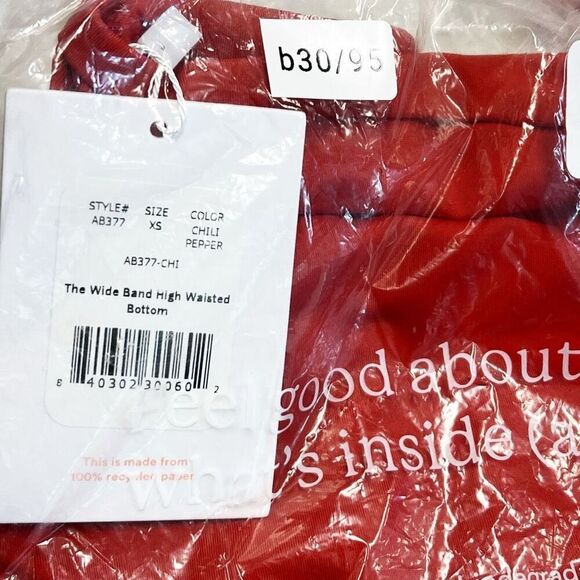 b30/95
STYLE# SIZE COLOR
AB377 XS CHILI
PEPPER
AB377-CHI
The Wide Band High Waisted
Bottom
8 40302 30060 2
This is made from
100% recycled paper
Feel good about
what's inside (a